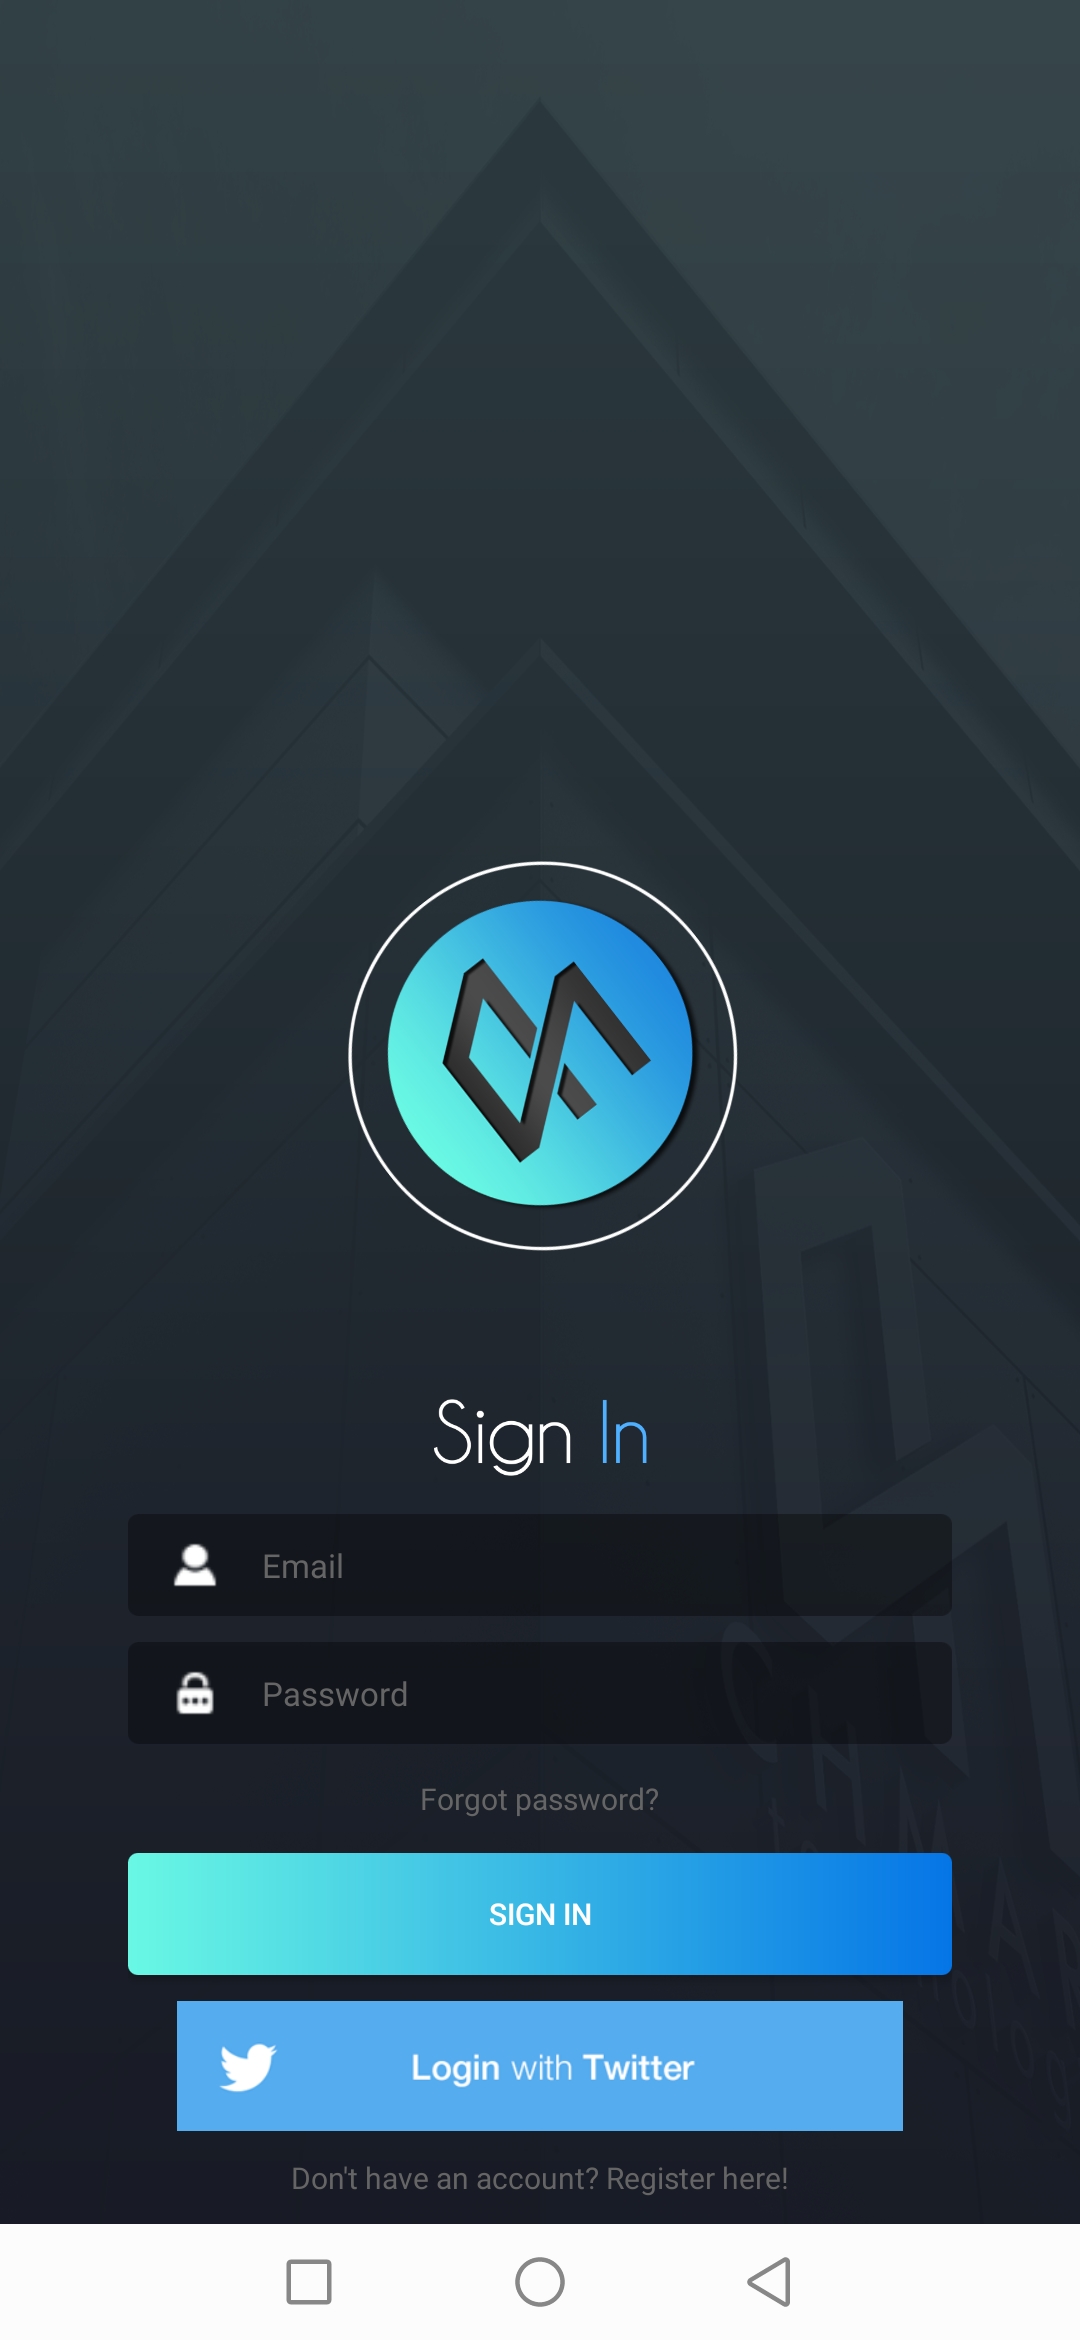 Sign In
Email
Password
Forgot password?
SIGN IN
Login with Twitter
Don't have an account? Register here!